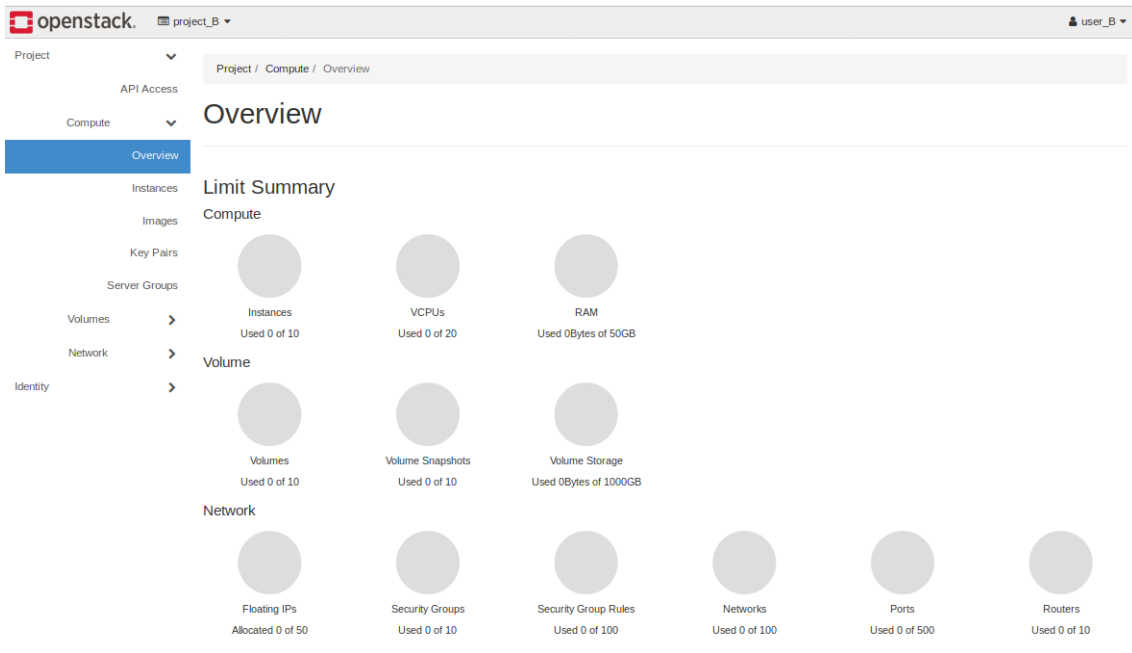 openstack. project_B user_B
Project
API Access
Compute
Overview
Instances
Images
Key Pairs
Server Groups
Volumes
Network
Identity
Project / Compute / Overview
Overview
Limit Summary
Compute
Instances VCPUs RAM
Used 0 of 10 Used 0 of 20 Used 0Bytes of 50GB
Volume
Volumes Volume Snapshots Volume Storage
Used 0 of 10 Used 0 of 10 Used 0Bytes of 1000GB
Network
Floating IPs Security Groups Security Group Rules Networks Ports Routers
Allocated 0 of 50 Used 0 of 10 Used 0 of 100 Used 0 of 100 Used 0 of 500 Used 0 of 10